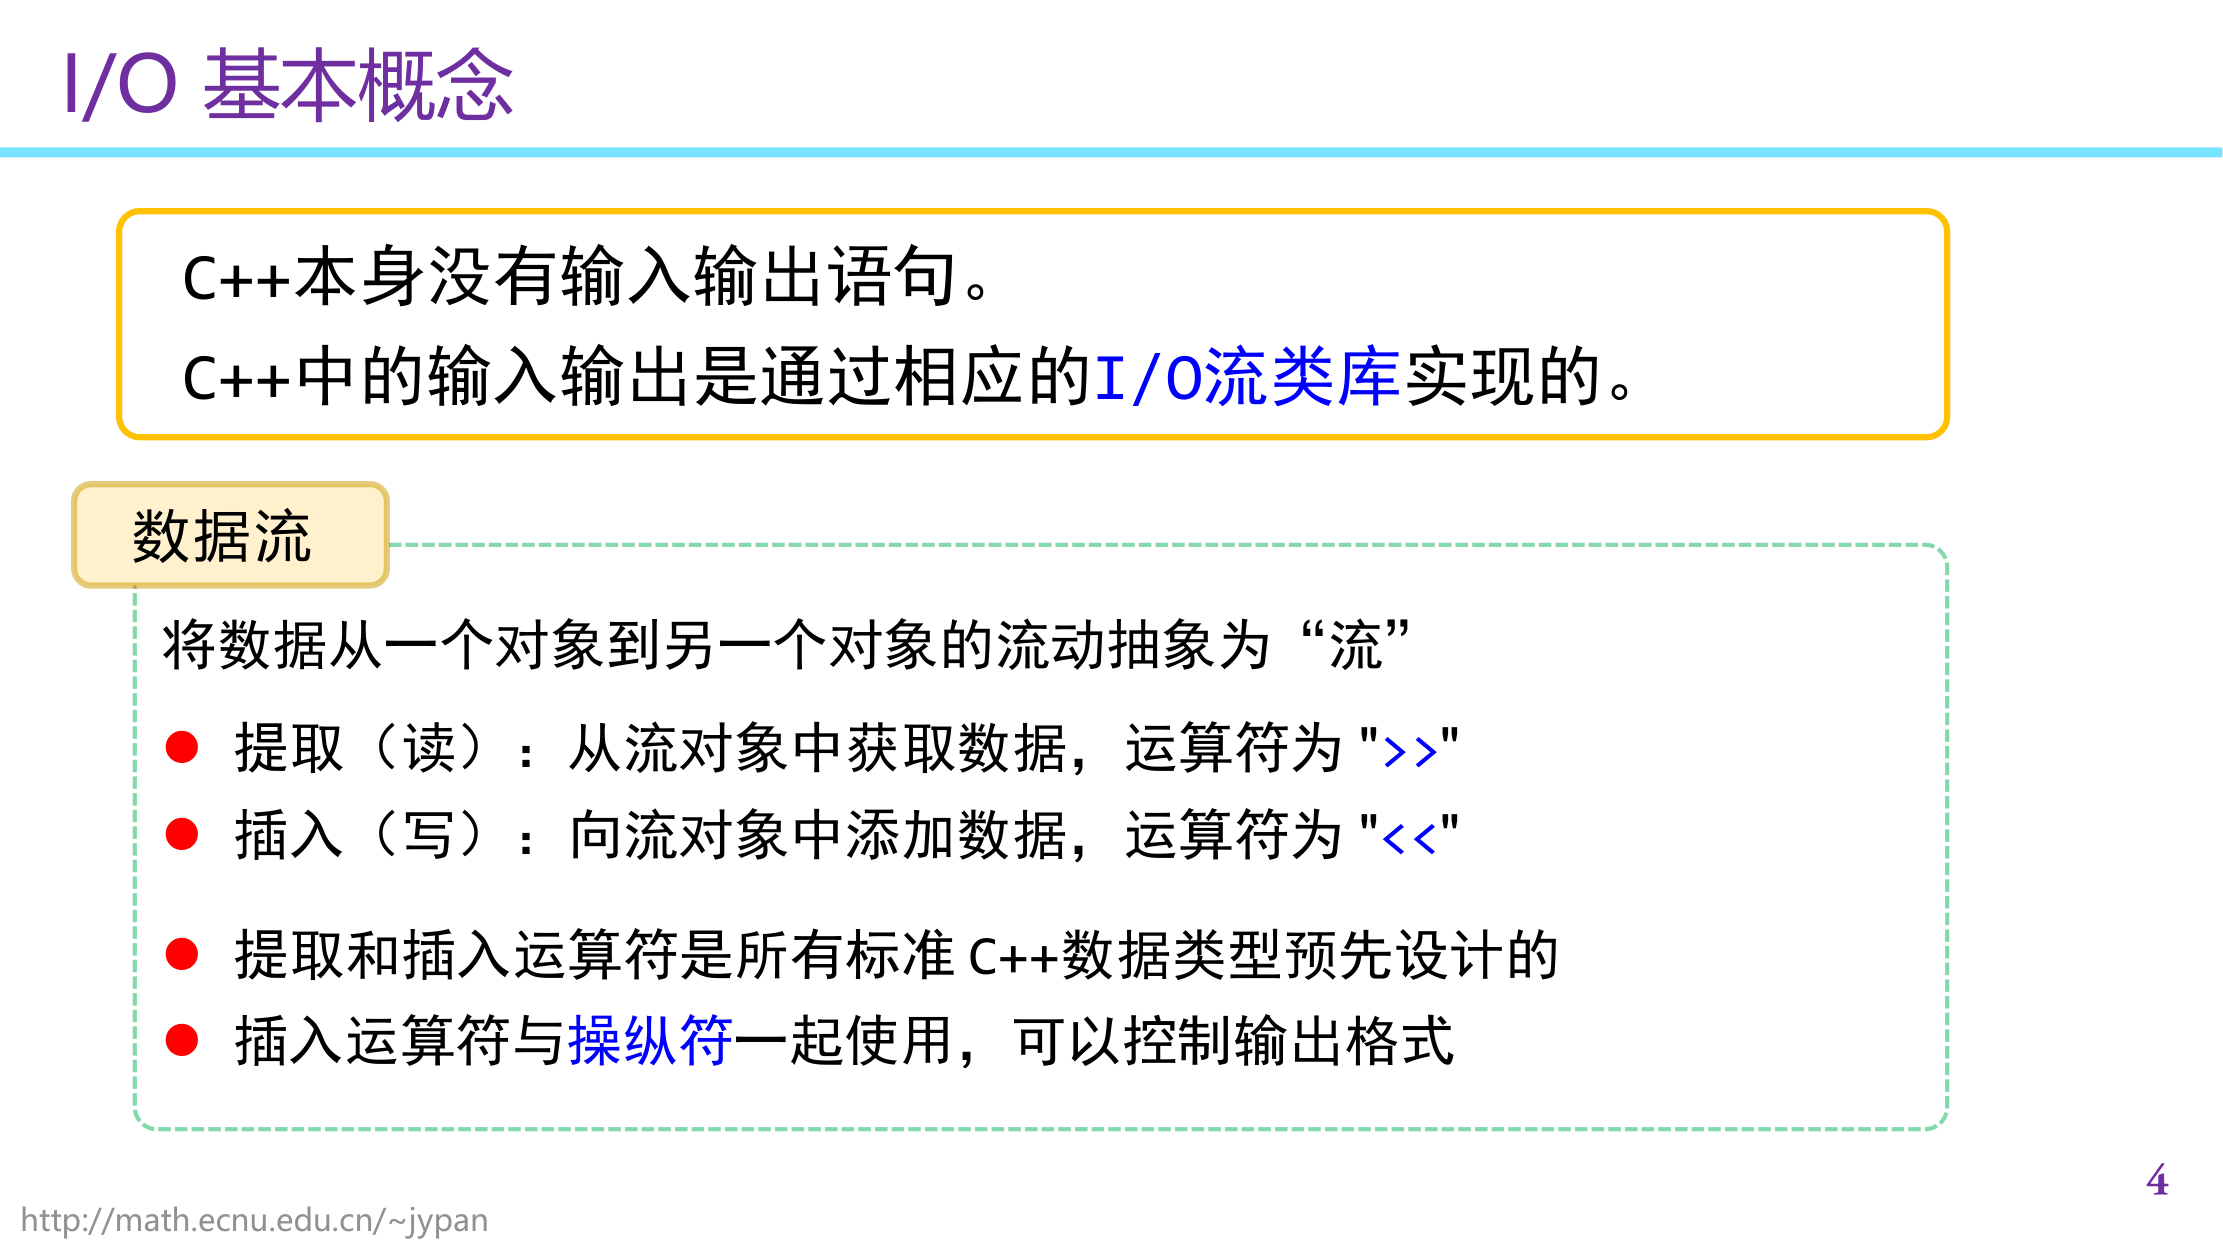 I/O 基本概念
C++本身没有输入输出语句。
C++中的输入输出是通过相应的I/O流类库实现的。
数据流
将数据从一个对象到另一个对象的流动抽象为“流”
● 提取（读）: 从流对象中获取数据，运算符为 ">>"
● 插入（写）: 向流对象中添加数据，运算符为 "<<"
● 提取和插入运算符是所有标准 C++数据类型预先设计的
● 插入运算符与操纵符一起使用，可以控制输出格式
4
http://math.ecnu.edu.cn/~jypan